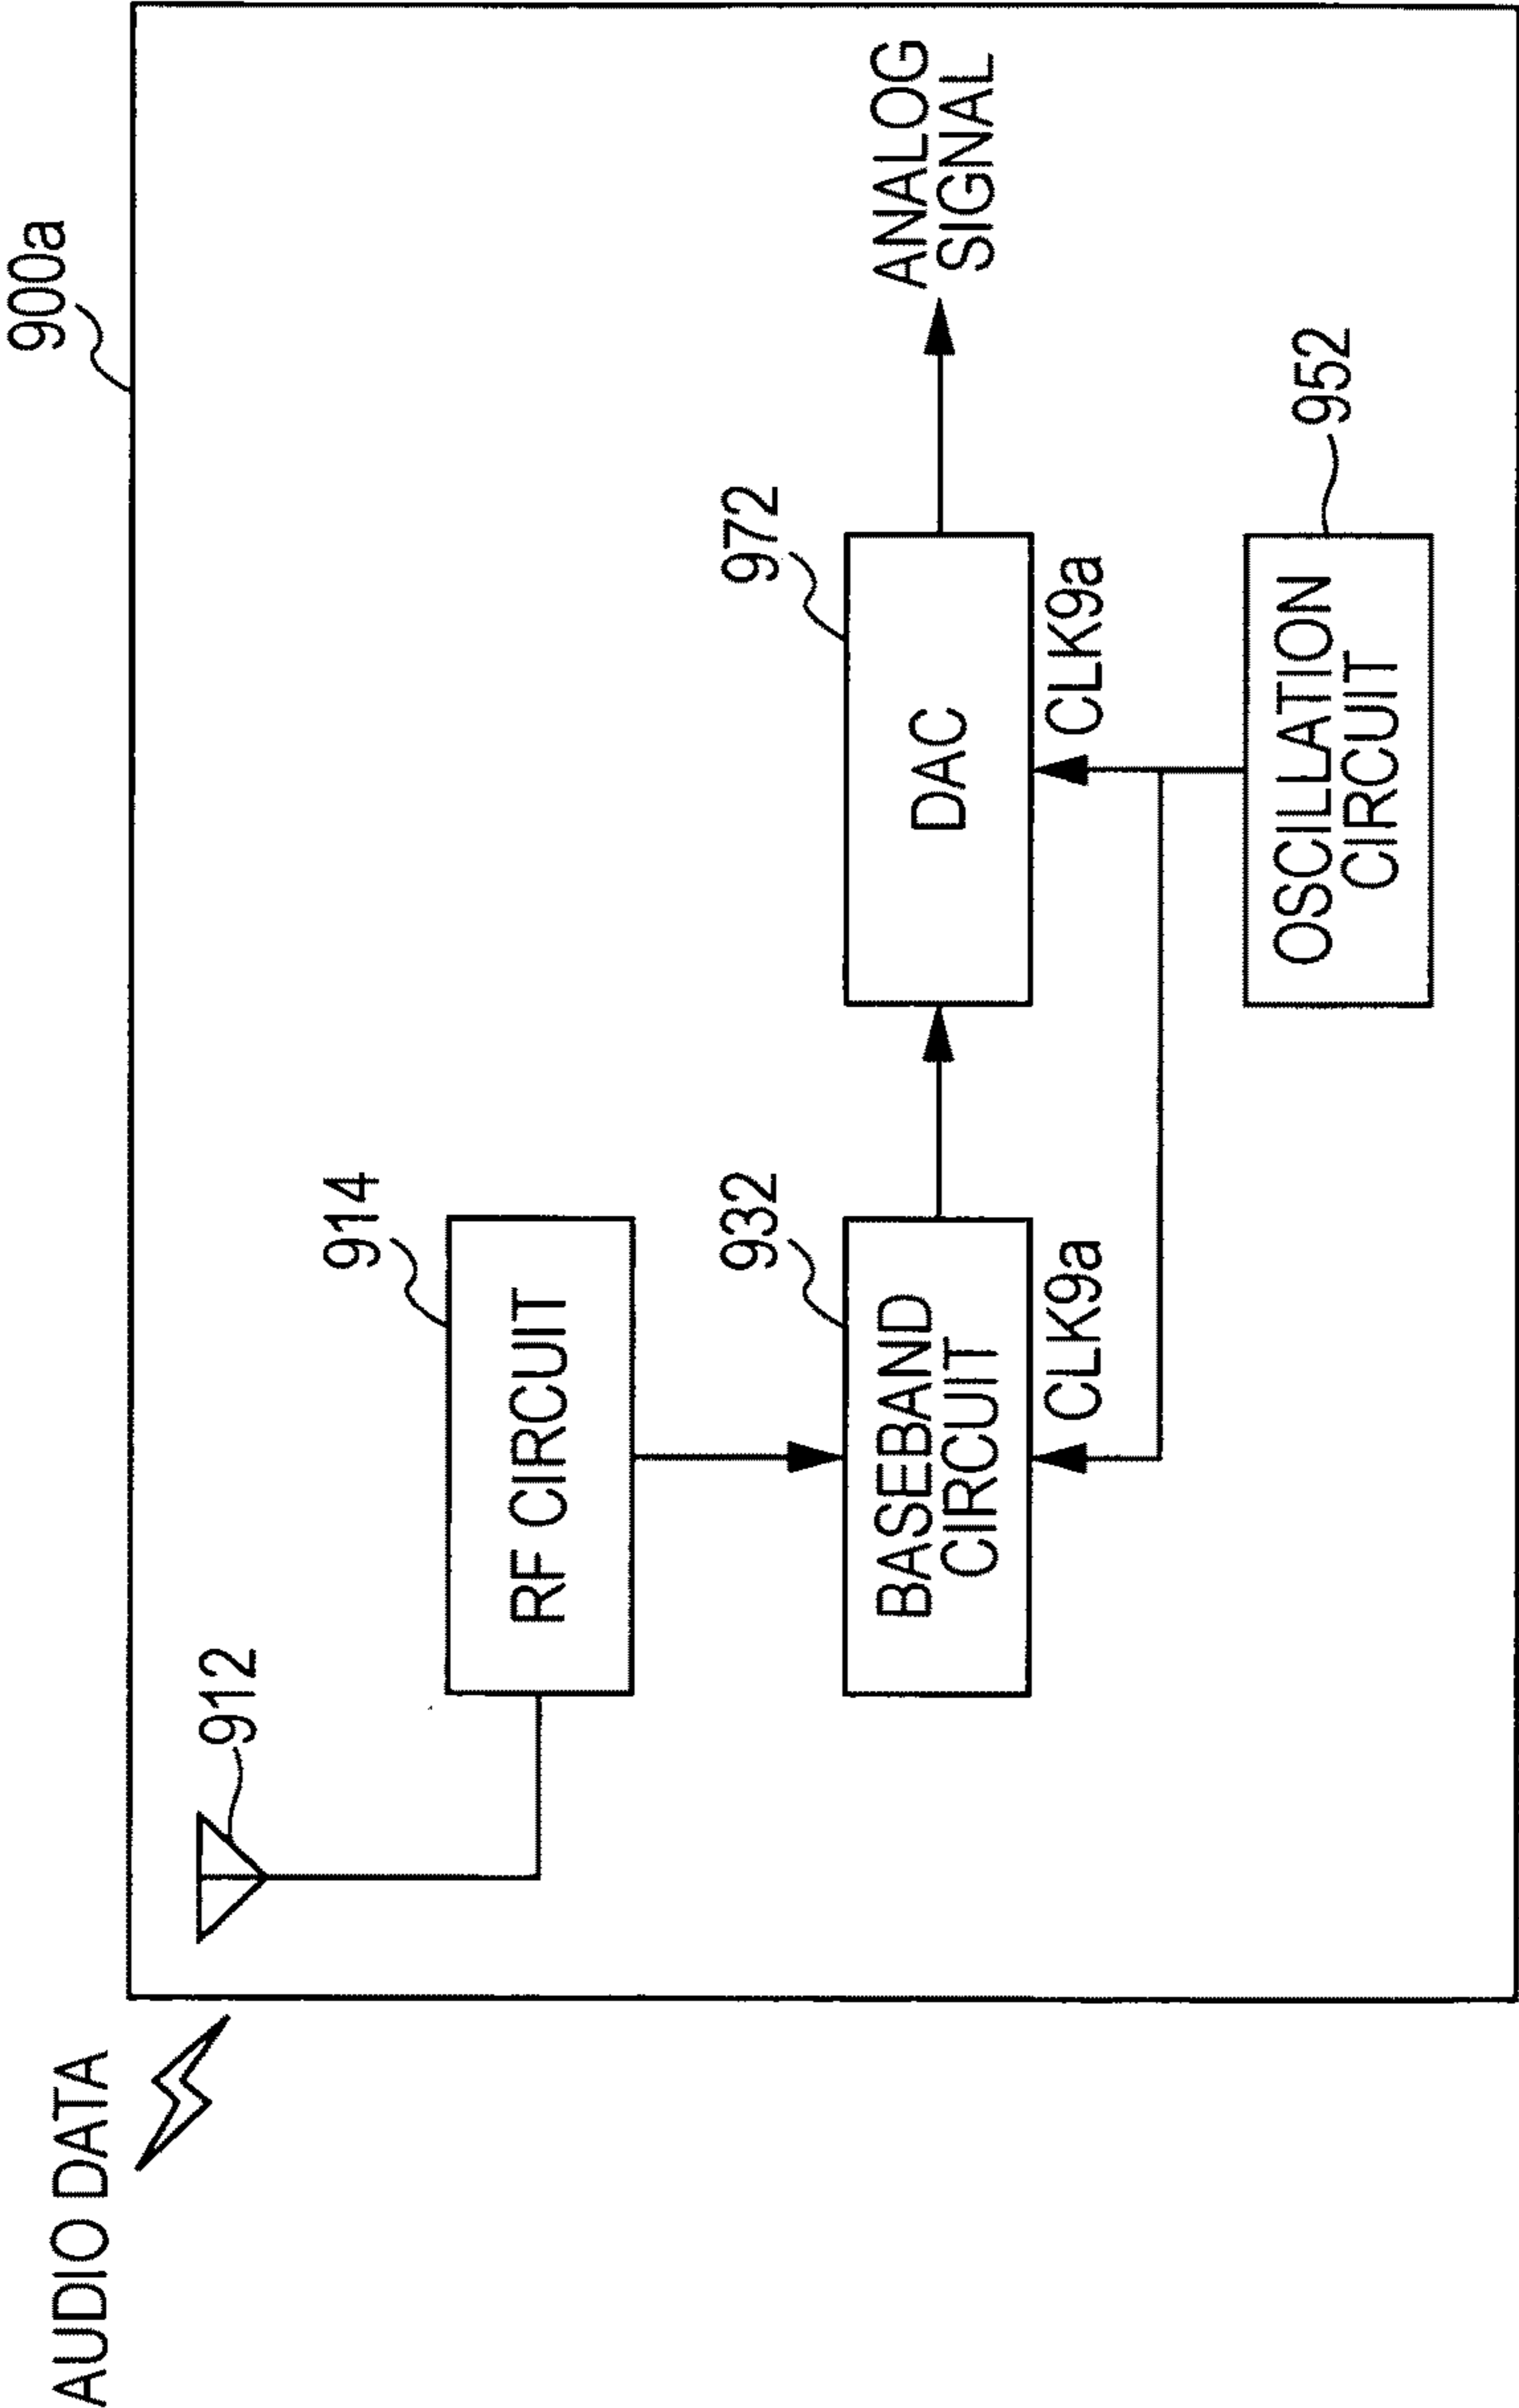 900a
AUDIO DATA
912
914
RF CIRCUIT
932
BASEBAND
CIRCUIT
CLK9a
972
DAC
CLK9a
ANALOG
SIGNAL
952
OSCILLATION
CIRCUIT